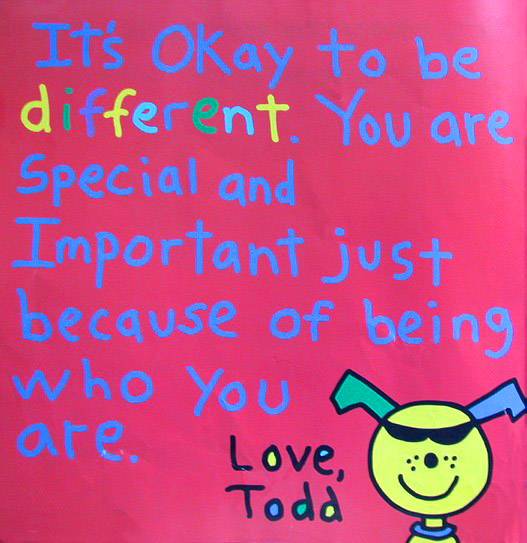 It's Okay to be
different. You are
Special and
Important just
because of being
who You
are.
Love,
Todd